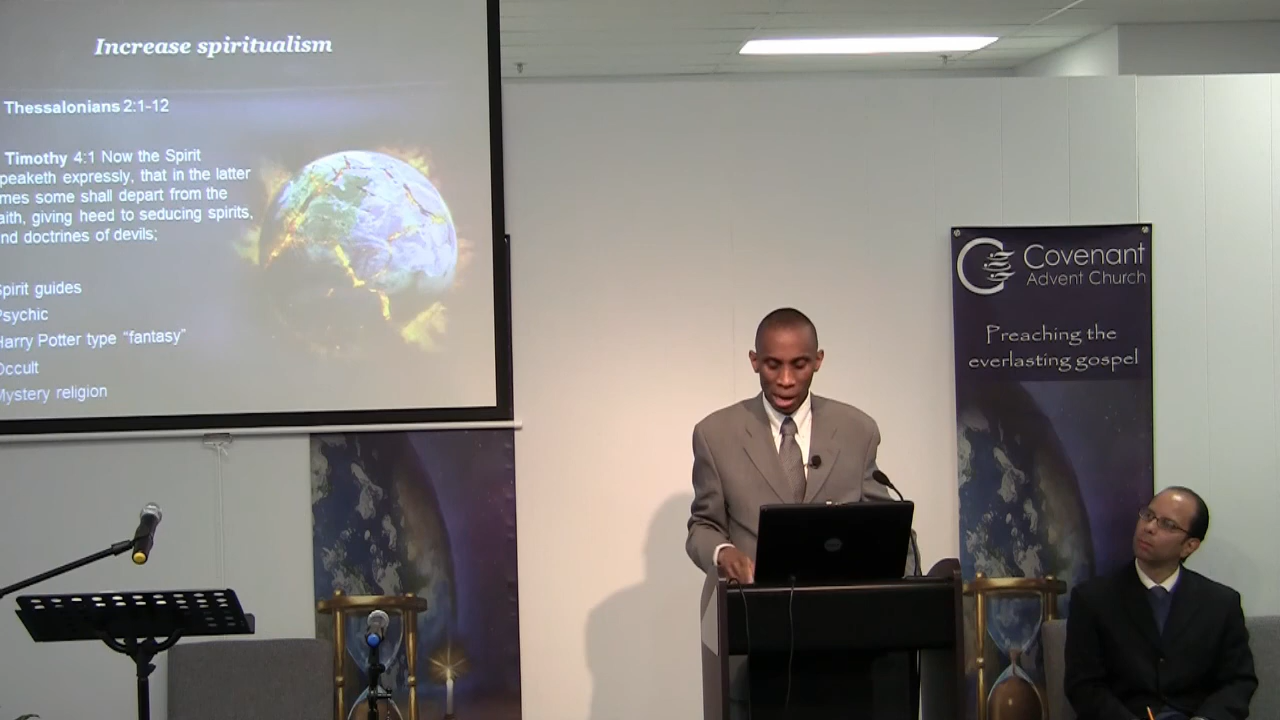 Increase spiritualism
Thessalonians 2:1-12
Timothy 4:1 Now the Spirit
peaketh expressly, that in the latter
mes some shall depart from the
aith, giving heed to seducing spirits,
nd doctrines of devils;
Spirit guides
Psychic
Harry Potter type “fantasy”
Occult
Mystery religion
Covenant
Advent Church
Preaching the
everlasting gospel